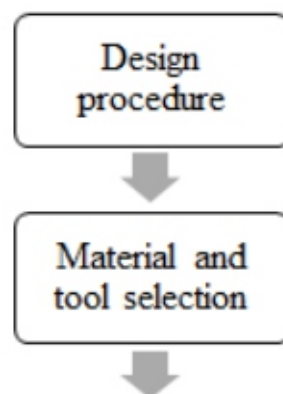 Design
procedure
Material and
tool selection